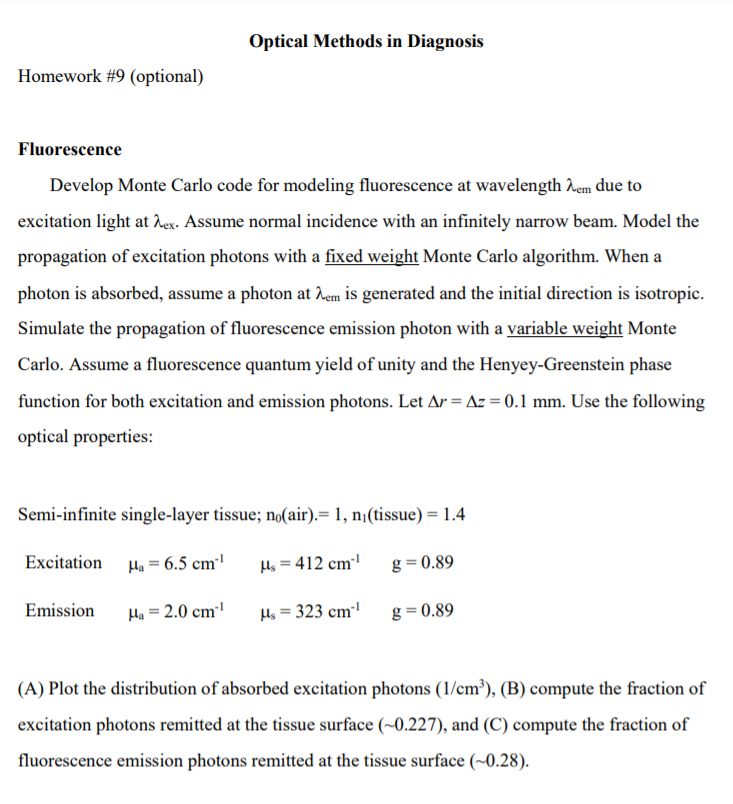 Optical Methods in Diagnosis
Homework #9 (optional)
Fluorescence
Develop Monte Carlo code for modeling fluorescence at wavelength λem due to
excitation light at λex. Assume normal incidence with an infinitely narrow beam. Model the
propagation of excitation photons with a fixed weight Monte Carlo algorithm. When a
photon is absorbed, assume a photon at λem is generated and the initial direction is isotropic.
Simulate the propagation of fluorescence emission photon with a variable weight Monte
Carlo. Assume a fluorescence quantum yield of unity and the Henyey-Greenstein phase
function for both excitation and emission photons. Let Δr = Δz = 0.1 mm. Use the following
optical properties:
Semi-infinite single-layer tissue; n₀(air).= 1, n₁(tissue) = 1.4
Excitation μa = 6.5 cm⁻¹ μs = 412 cm⁻¹ g = 0.89
Emission μa = 2.0 cm⁻¹ μs = 323 cm⁻¹ g = 0.89
(A) Plot the distribution of absorbed excitation photons (1/cm³), (B) compute the fraction of
excitation photons remitted at the tissue surface (~0.227), and (C) compute the fraction of
fluorescence emission photons remitted at the tissue surface (~0.28).